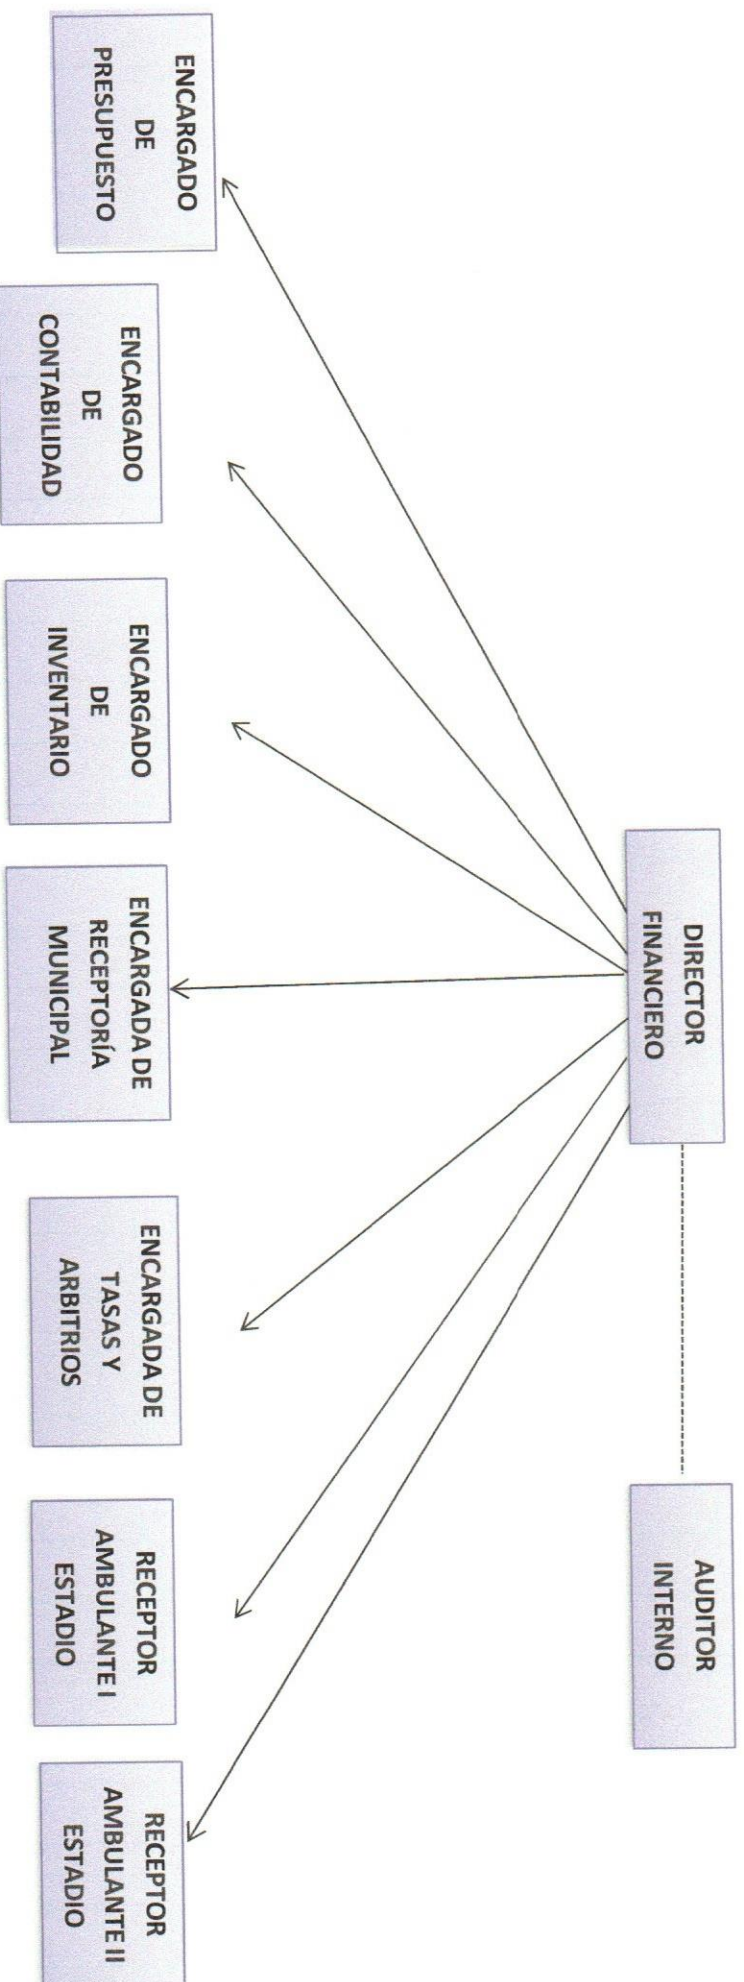 DIRECTOR
FINANCIERO
AUDITOR
INTERNO
ENCARGADO
DE
PRESUPUESTO
ENCARGADO
DE
CONTABILIDAD
ENCARGADO
DE
INVENTARIO
ENCARGADA DE
RECEPTORÍA
MUNICIPAL
ENCARGADA DE
TASAS Y
ARBITRIOS
RECEPTOR
AMBULANTE I
ESTADIO
RECEPTOR
AMBULANTE II
ESTADIO